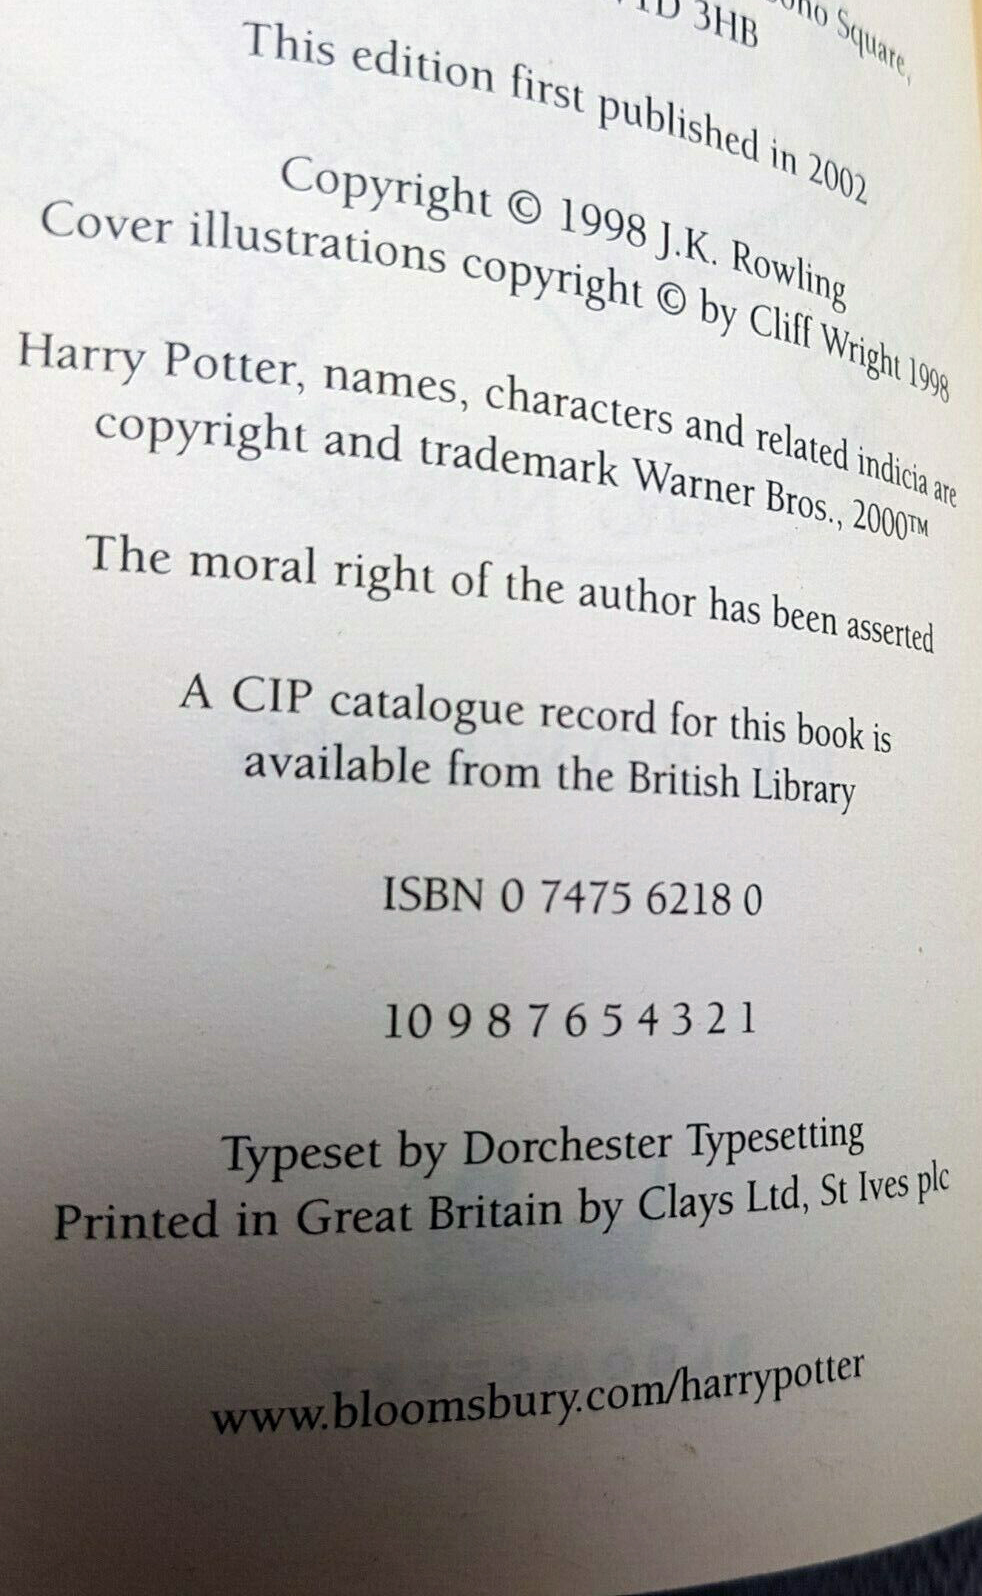 Square,
3HB
This edition first published in 2002
Copyright © 1998 J.K. Rowling
Cover illustrations copyright © by Cliff Wright 1998
Harry Potter, names, characters and related indicia are
copyright and trademark Warner Bros., 2000™
The moral right of the author has been asserted
A CIP catalogue record for this book is
available from the British Library
ISBN 0 7475 6218 0
10 9 8 7 6 5 4 3 2 1
Typeset by Dorchester Typesetting
Printed in Great Britain by Clays Ltd, St Ives plc
www.bloomsbury.com/harrypotter